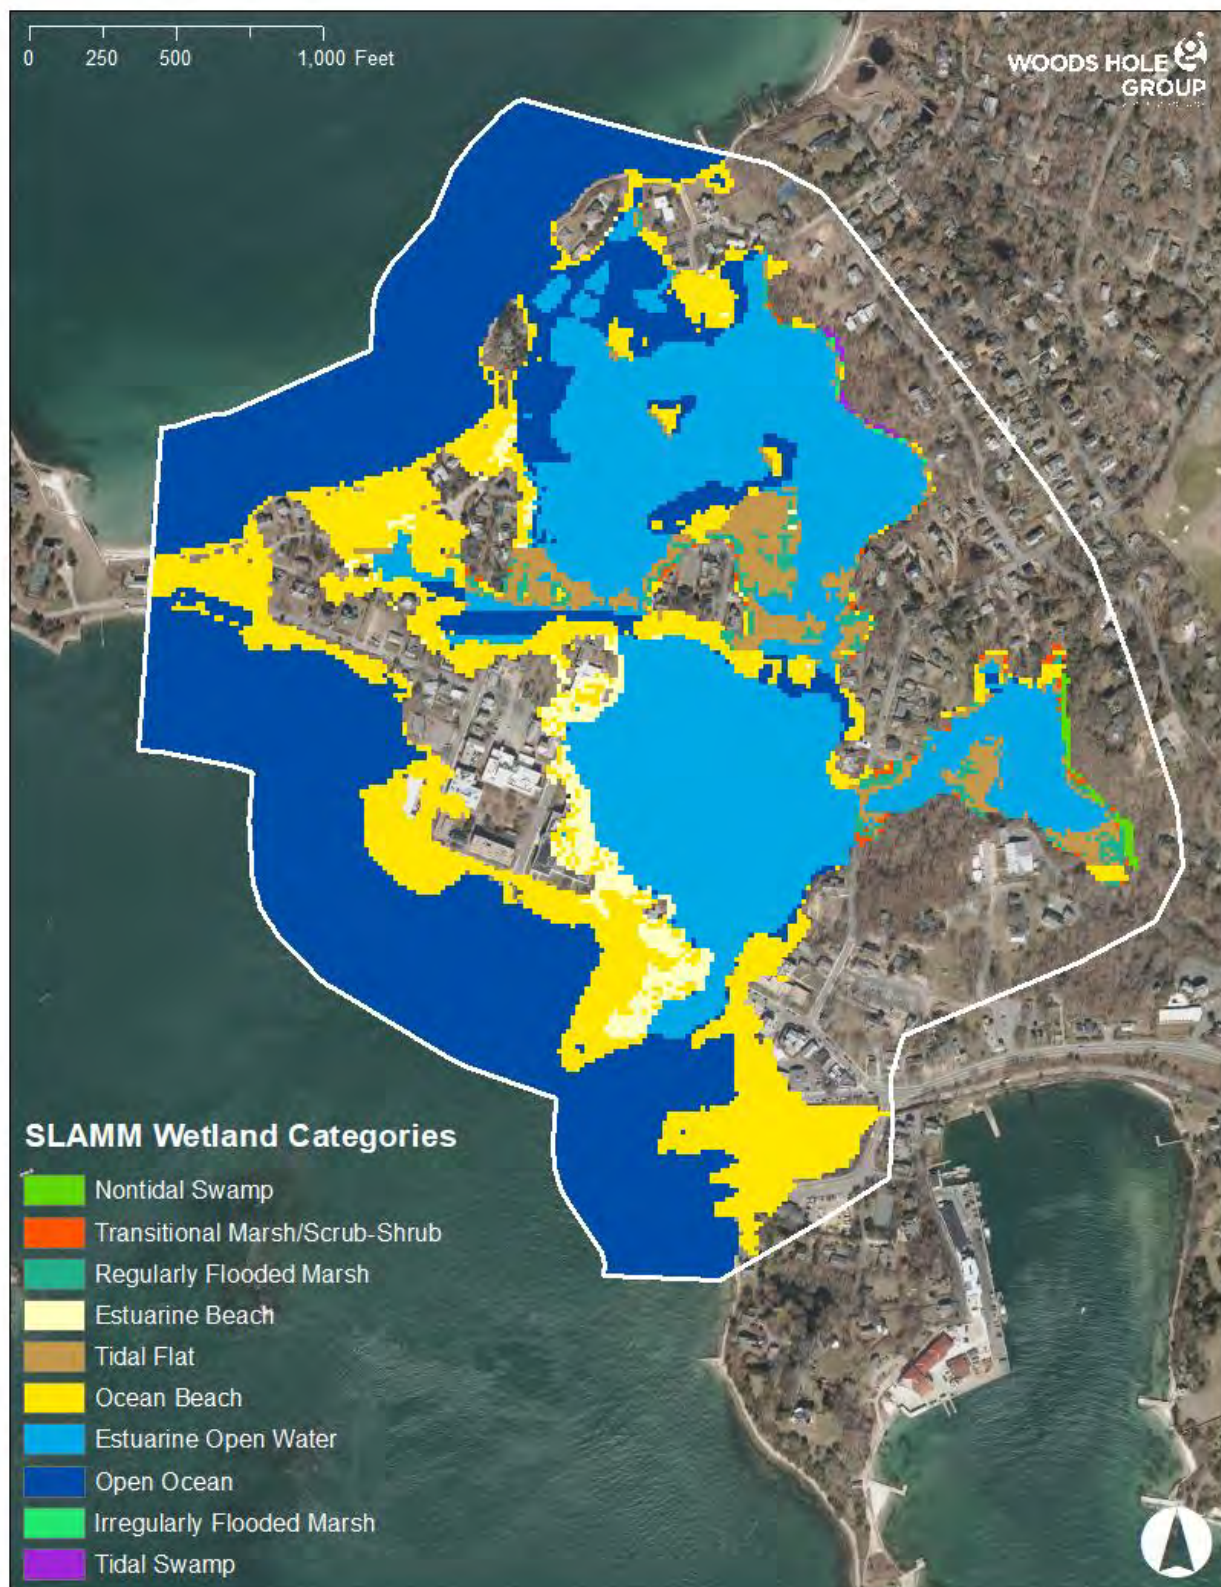 0 250 500 1,000 Feet
WOODS HOLE
GROUP
SLAMM Wetland Categories
Nontidal Swamp
Transitional Marsh/Scrub-Shrub
Regularly Flooded Marsh
Estuarine Beach
Tidal Flat
Ocean Beach
Estuarine Open Water
Open Ocean
Irregularly Flooded Marsh
Tidal Swamp